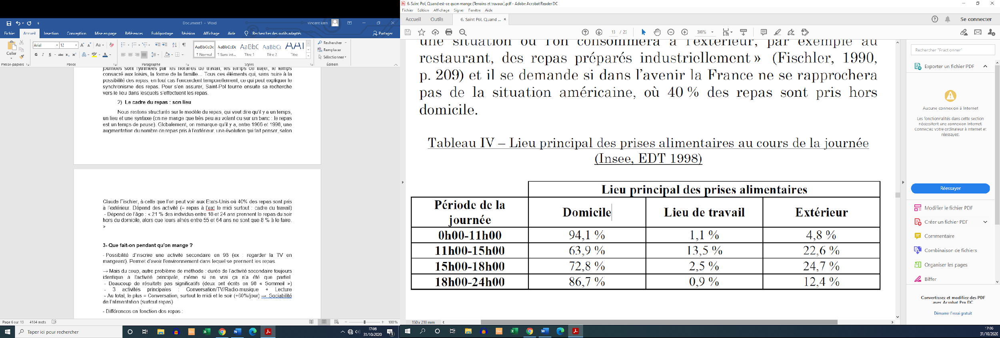 Document1 - Word
vincent kern
Fichier Accueil Insertion Conception Mise en page Références Publipostage Révision Affichage Aide Rechercher des outils adaptés Partager
Coller
Arial 12
AaBbCcDc AaBbCcDc AaBbC AaBbCc AAI
¶ Normal ¶ Sans int... Titre 1 Titre 2 Titre
Rechercher
Remplacer
Sélectionner
Presse-papiers Police Paragraphe Styles Édition
journées sont rythmées par les horaires de travail, les temps de trajet, le temps
consacré aux loisirs, la forme de la famille... Tous ces éléments qui, sans nuire à la
possibilité des repas, en tout cas l'encerclent temporellement, ce qui peut expliquer le
synchronisme des repas. Pour s'en assurer, Saint-Pol tourne ensuite sa recherche
vers le lieu dans lesquels s'effectuent les repas.
2) Le cadre du repas : son lieu
Nous restons structurés sur le modèle du repas, qui veut dire qu'il y a un temps,
un lieu et une syntaxe (on ne mange que très peu au volant ou sur un banc : le repas
est un temps de pause). Globalement, on remarque qu'il y a, entre 1966 et 1998, une
augmentation du nombre de repas pris à l'extérieur, une évolution qui fait penser, selon
Claude Fischler, à celle que l'on peut voir aux Etats-Unis où 40% des repas sont pris
à l'extérieur. Dépend des activité (= repas à l'ext le midi surtout : cadre du travail)
- Dépend de l'âge : « 21 % des individus entre 18 et 24 ans prennent le repas du soir
hors du domicile, alors que leurs aînés entre 55 et 64 ans ne sont que 8 % à le faire.
»
3- Que fait-on pendant qu'on mange ?
- Possibilité d'inscrire une activité secondaire en 98 (ex : regarder la TV en
mangeant). Permet d'avoir l'environnement dans lequel se prennent les repas.
→ Mais du coup, autre problème de méthode : durée de l'activité secondaire toujours
identique à l'activité principale, même si en vrai ça n'a été que partiel.
- Beaucoup de résultats pas significatifs (deux ont écrits en 98 « Sommeil »)
- 3 activités principales : Conversation/TV/Radio-musique + Lecture
- Au total, le plus = Conversation, surtout le midi et le soir (+60%/jour) → Sociabilité
de l'alimentation (surtout repas)
- Différences en fonction des repas :
Page 6 sur 13 4184 mots 100 %
Taper ici pour rechercher
17:06
31/10/2020
6. Saint Pol, Quand est-ce quon mange (Terrains et travaux).pdf - Adobe Acrobat Reader DC
Fichier Edition Affichage Signer Fenêtre Aide
Accueil Outils 6. Saint Pol, Quand ... × Se connecter
13 / 23 300%
une situation où l'on consommera à l'extérieur, par exemple au
restaurant, des repas préparés industriellement » (Fischler, 1990,
p. 209) et il se demande si dans l'avenir la France ne se rapprochera
pas de la situation américaine, où 40 % des repas sont pris hors
domicile.
Tableau IV – Lieu principal des prises alimentaires au cours de la journée
(Insee, EDT 1998)
Lieu principal des prises alimentaires
Période de la journée Domicile Lieu de travail Extérieur
0h00-11h00 94,1 % 1,1 % 4,8 %
11h00-15h00 63,9 % 13,5 % 22,6 %
15h00-18h00 72,8 % 2,5 % 24,7 %
18h00-24h00 86,7 % 0,9 % 12,4 %
150 x 210 mm
Rechercher "Fractionner"
Exporter un fichier PDF
Aucune connexion à Internet
Les fonctionnalités dans cette section
nécessitent une connexion Internet.
Connectez votre ordinateur à Internet et
réessayez.
Réessayer
Modifier le fichier PDF
Créer un fichier PDF
Commentaire
Combinaison de fichiers
Organiser les pages
Biffer
Convertissez et modifiez des PDF
avec Acrobat Pro DC
Démarrer l'essai gratuit
17:06
31/10/2020